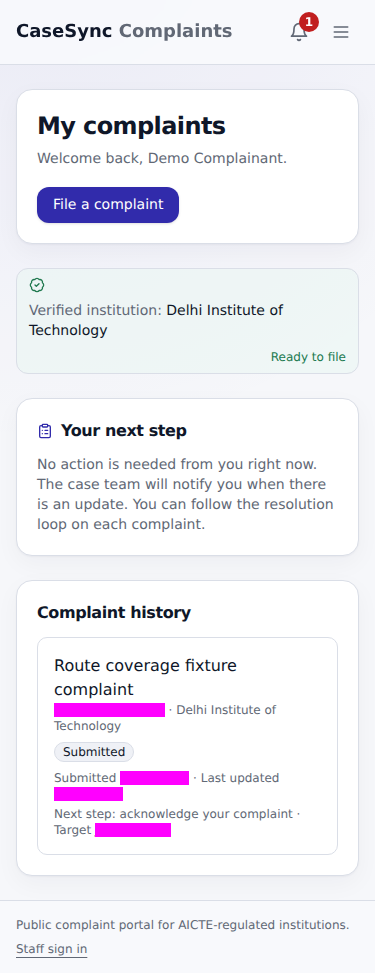 CaseSync Complaints
1
My complaints
Welcome back, Demo Complainant.
File a complaint
Verified institution: Delhi Institute of
Technology
Ready to file
Your next step
No action is needed from you right now.
The case team will notify you when there
is an update. You can follow the resolution
loop on each complaint.
Complaint history
Route coverage fixture
complaint
· Delhi Institute of
Technology
Submitted
Submitted · Last updated
Next step: acknowledge your complaint ·
Target
Public complaint portal for AICTE-regulated institutions.
Staff sign in